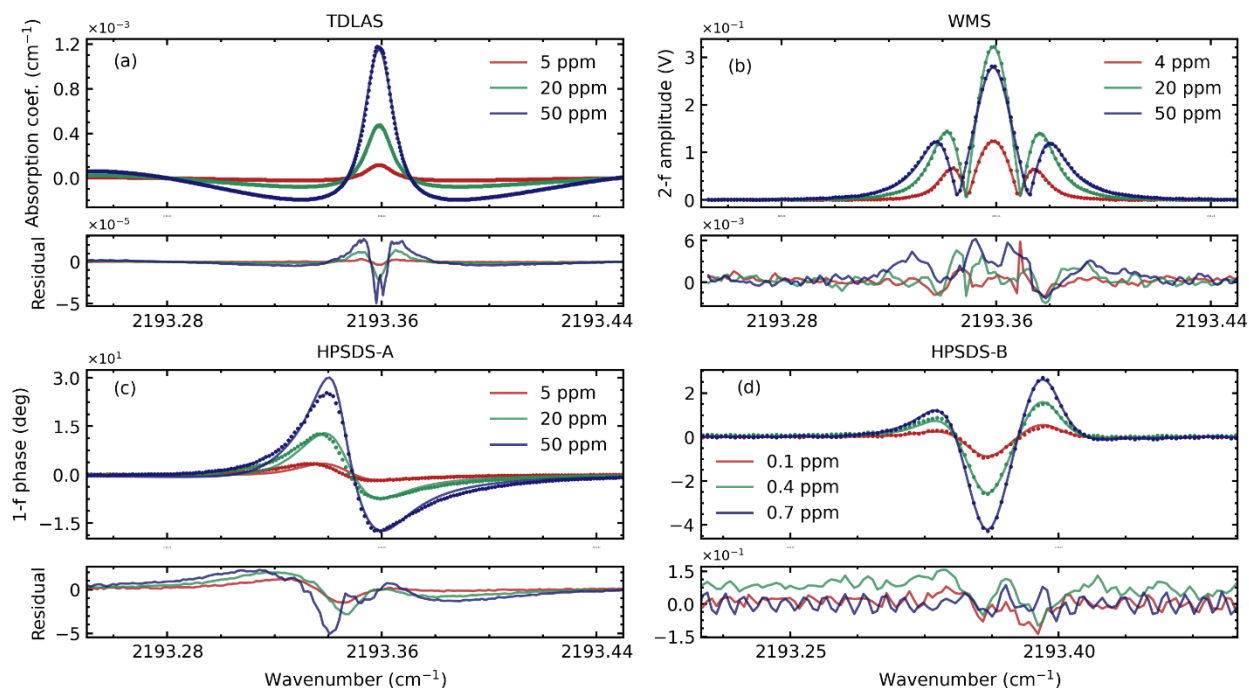 TDLAS
×10⁻³
(a)
5 ppm
20 ppm
50 ppm
1.2
0.8
0.4
0.0
Absorption coef. (cm⁻¹)
×10⁻⁵
0
−5
Residual
2193.28
2193.36
2193.44
WMS
×10⁻¹
(b)
4 ppm
20 ppm
50 ppm
3
2
1
0
2-f amplitude (V)
×10⁻³
6
0
2193.28
2193.36
2193.44
HPSDS-A
×10¹
(c)
5 ppm
20 ppm
50 ppm
3.0
1.5
0.0
−1.5
1-f phase (deg)
0
−5
Residual
2193.28
2193.36
2193.44
Wavenumber (cm⁻¹)
HPSDS-B
(d)
0.1 ppm
0.4 ppm
0.7 ppm
2
0
−2
−4
×10⁻¹
1.5
0.0
−1.5
2193.25
2193.40
Wavenumber (cm⁻¹)